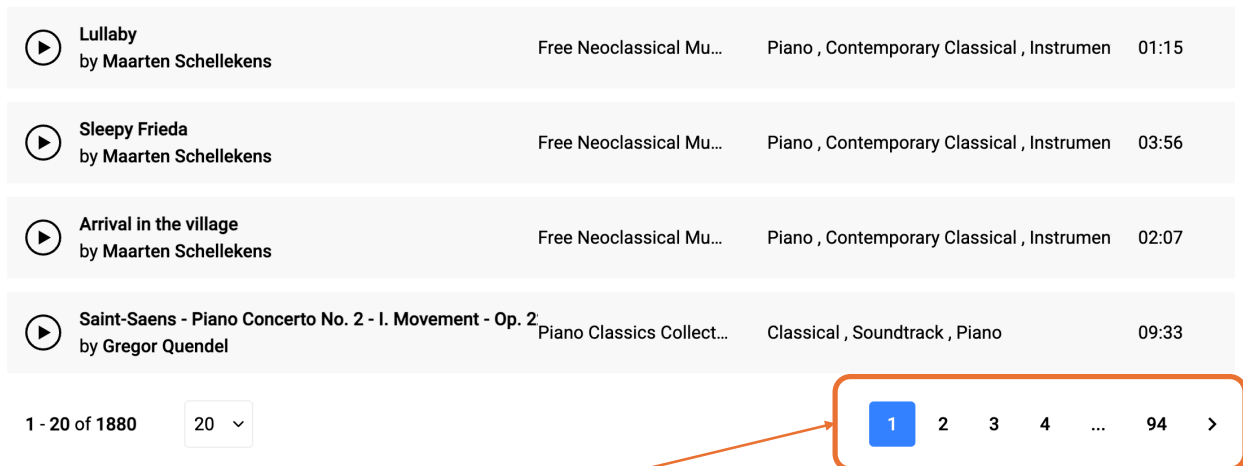 Lullaby
by Maarten Schellekens
Free Neoclassical Mu...
Piano , Contemporary Classical , Instrumen
01:15
Sleepy Frieda
by Maarten Schellekens
Free Neoclassical Mu...
Piano , Contemporary Classical , Instrumen
03:56
Arrival in the village
by Maarten Schellekens
Free Neoclassical Mu...
Piano , Contemporary Classical , Instrumen
02:07
Saint-Saens - Piano Concerto No. 2 - I. Movement - Op. 2
by Gregor Quendel
Piano Classics Collect...
Classical , Soundtrack , Piano
09:33
1 - 20 of 1880
20
1 2 3 4 ... 94 >